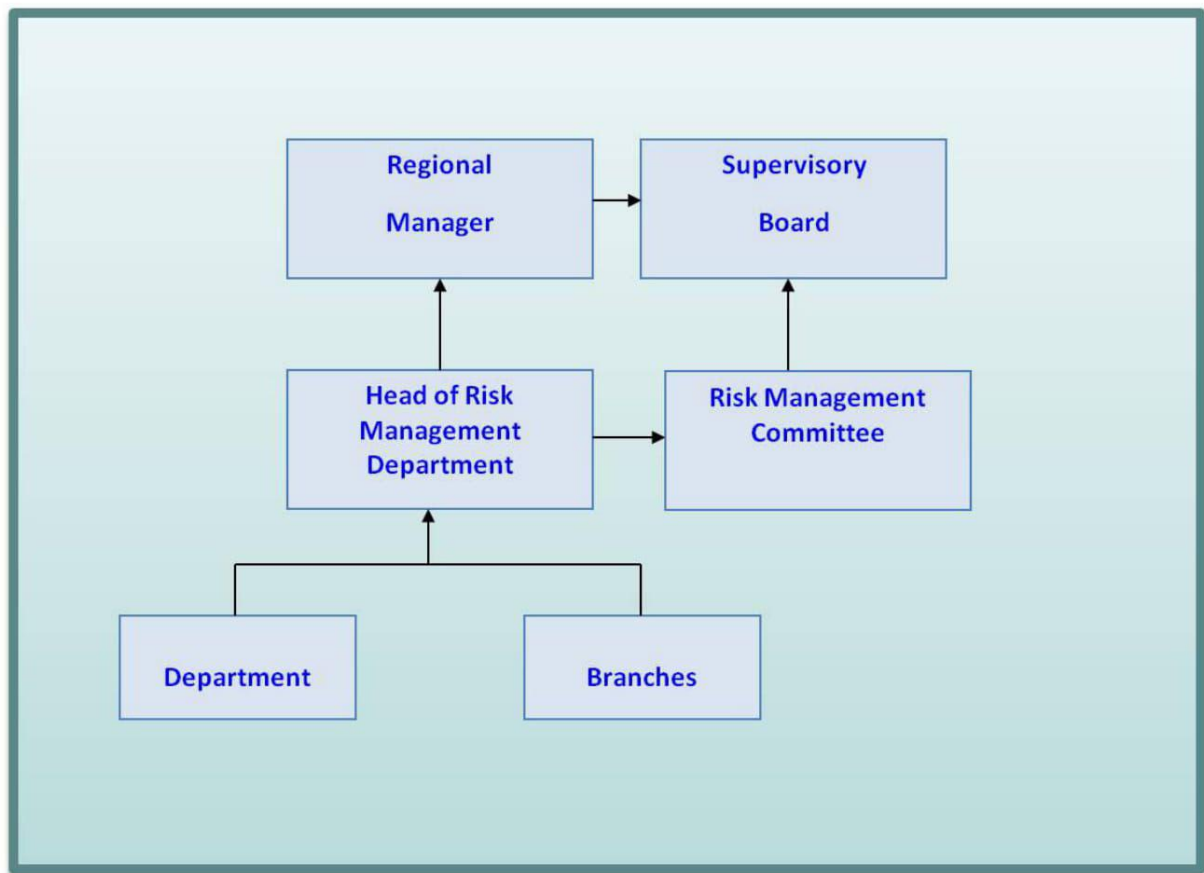 Regional
Manager
Supervisory
Board
Head of Risk
Management
Department
Risk Management
Committee
Department
Branches